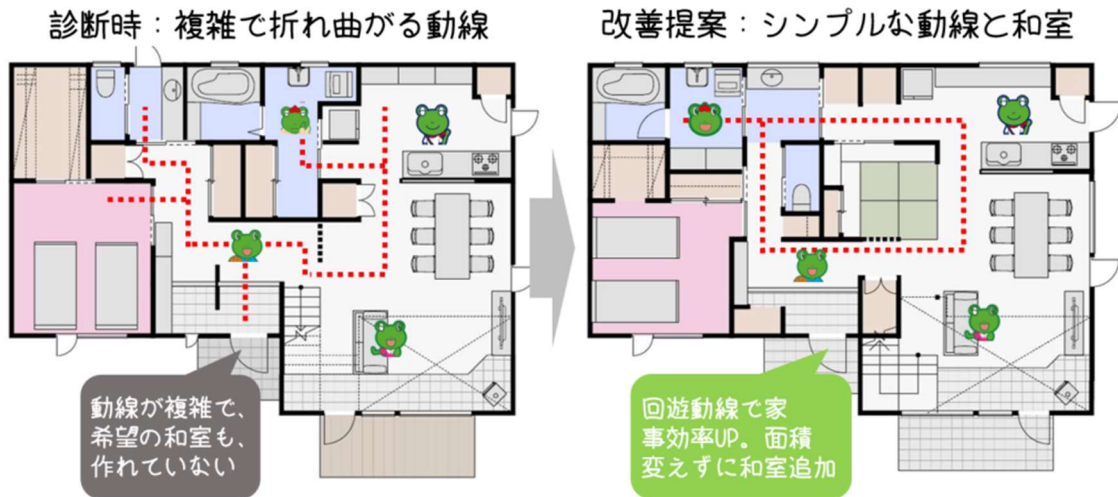 診断時：複雑で折れ曲がる動線
改善提案：シンプルな動線と和室
動線が複雑で、
希望の和室も、
作れていない
回遊動線で家
事効率UP。面積
変えずに和室追加